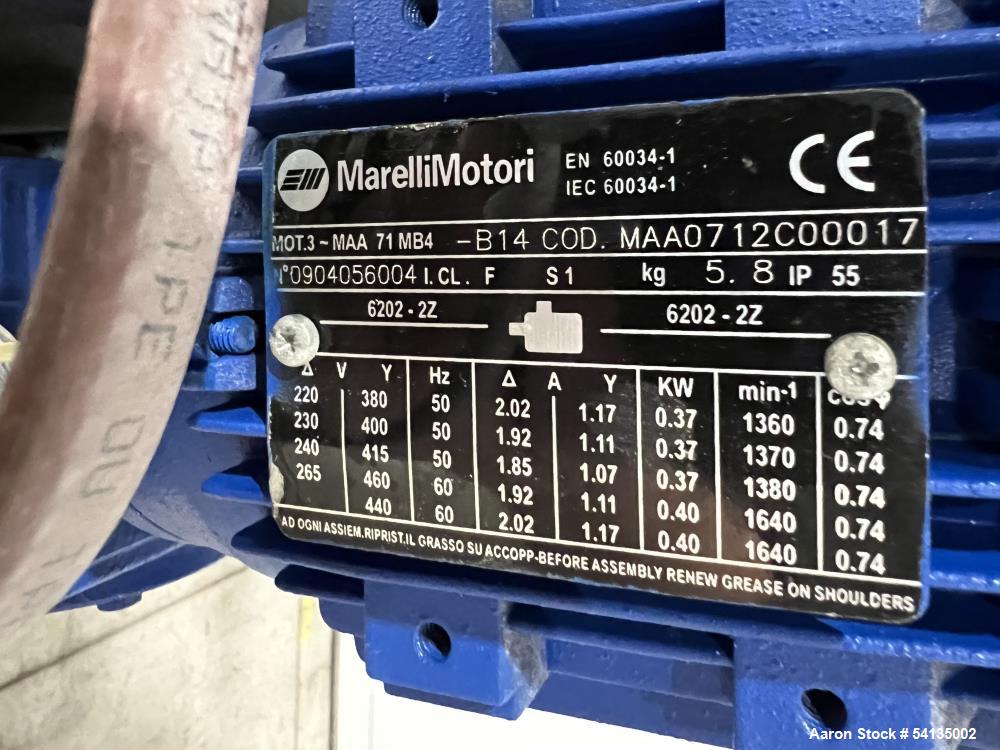 MarelliMotori EN 60034-1
IEC 60034-1
CE
MOT.3~MAA 71 MB4 -B14 COD. MAA0712C00017
N°0904056004 I.CL. F S1 kg 5.8 IP 55
6202-2Z 6202-2Z
Δ V Y Hz Δ A Y KW min-1 cosφ
220 380 50 2.02 1.17 0.37 1360 0.74
230 400 50 1.92 1.11 0.37 1370 0.74
240 415 50 1.85 1.07 0.37 1380 0.74
265 460 60 1.92 1.11 0.40 1640 0.74
440 60 2.02 1.17 0.40 1640 0.74
AD OGNI ASSIEM.RIPRIST.IL GRASSO SU ACCOPP-BEFORE ASSEMBLY RENEW GREASE ON SHOULDERS
Aaron Stock # 54135002